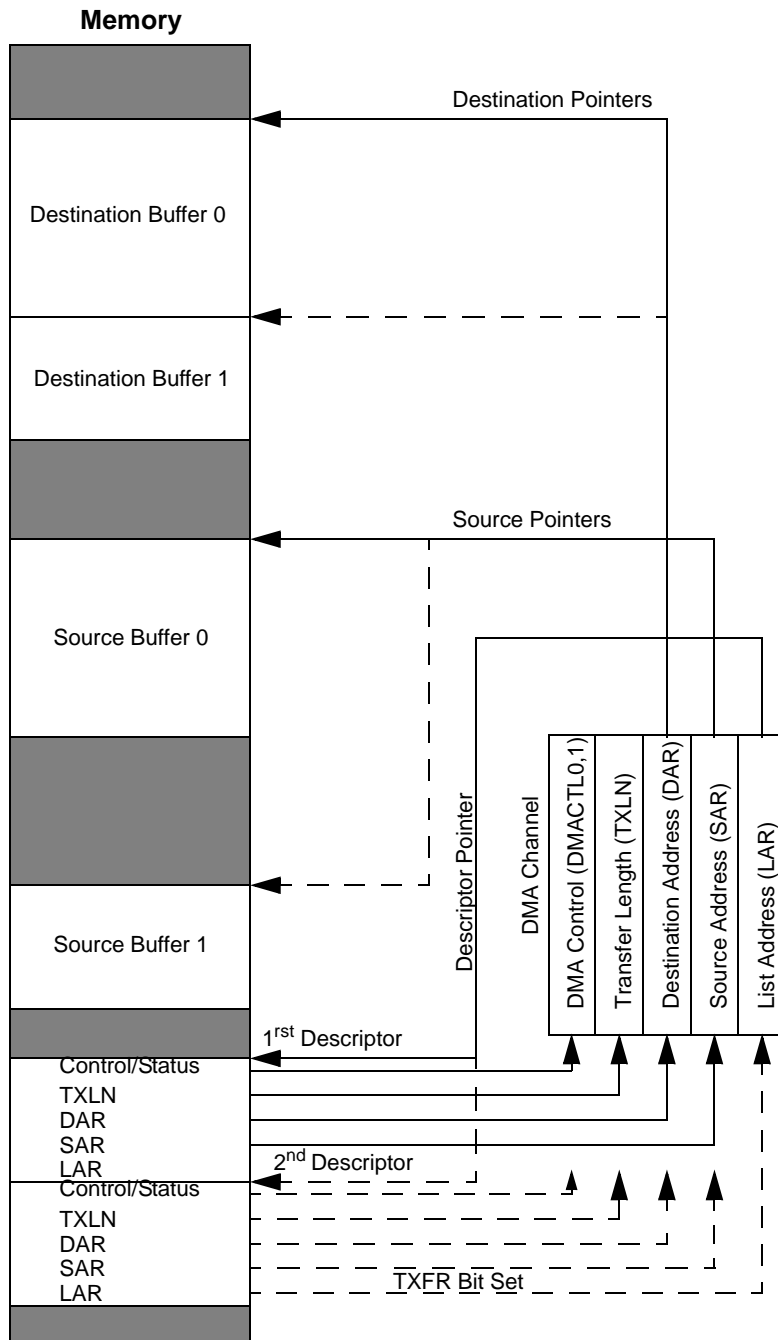 Memory
Destination Pointers
Destination Buffer 0
Destination Buffer 1
Source Pointers
Source Buffer 0
Source Buffer 1
Descriptor Pointer
DMA Channel
DMA Control (DMACTL0,1)
Transfer Length (TXLN)
Destination Address (DAR)
Source Address (SAR)
List Address (LAR)
1rst Descriptor
Control/Status
TXLN
DAR
SAR
LAR
2nd Descriptor
Control/Status
TXLN
DAR
SAR
LAR
TXFR Bit Set